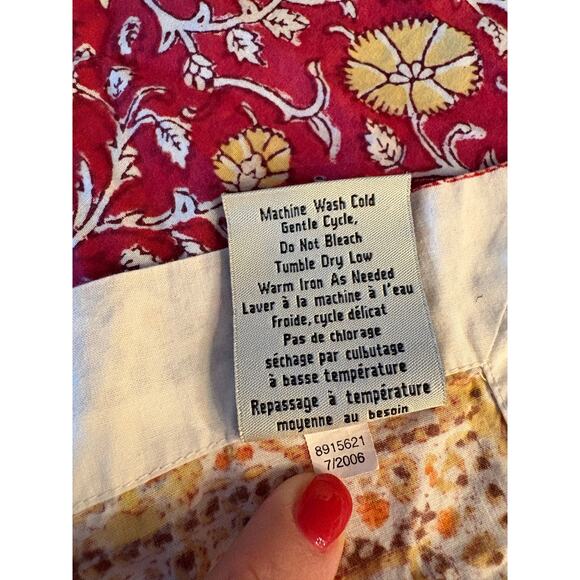 Machine Wash Cold
Gentle Cycle,
Do Not Bleach
Tumble Dry Low
Warm Iron As Needed
Laver à la machine à l'eau
Froide, cycle délicat
Pas de chlorage
séchage par culbutage
à basse température
Repassage à température
moyenne au besoin
8915621
7/2006